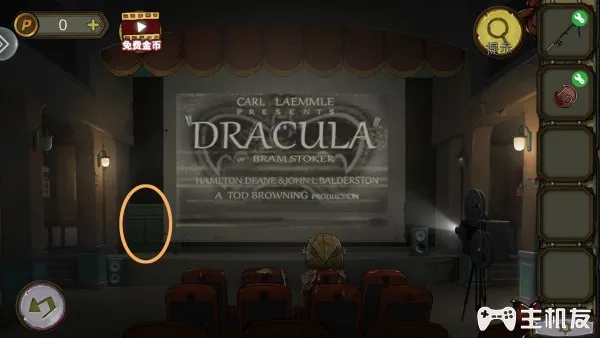 P 0 +
免费金币
提示
CARL LAEMMLE
PRESENTS
"DRACULA"
OF BRAM STOKER
HAMILTON DEANE & JOHN L. BALDERSTON
A TOD BROWNING PRODUCTION
主机友